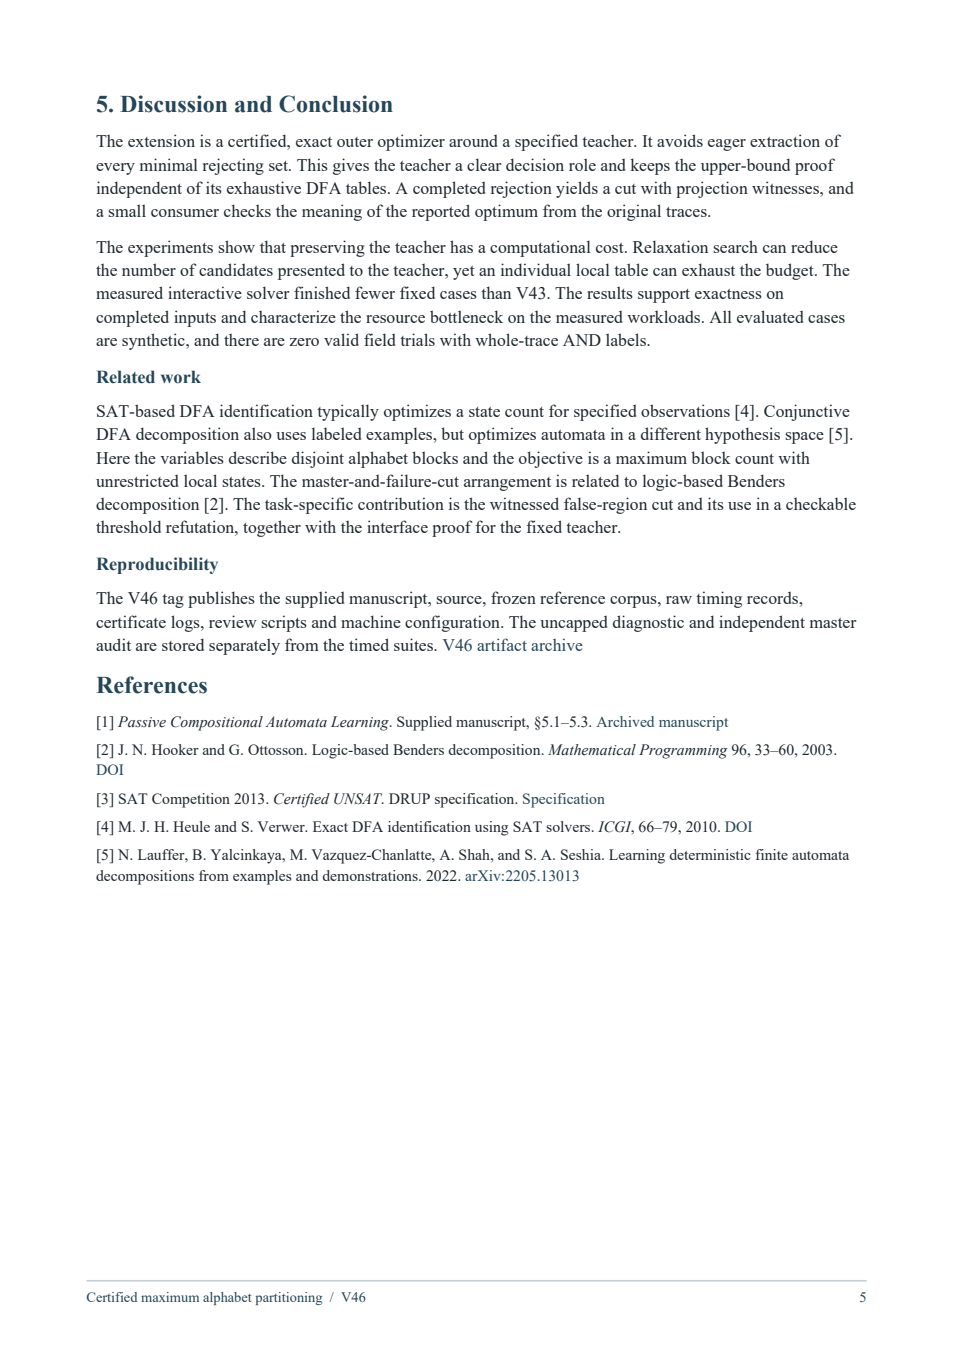 5. Discussion and Conclusion
The extension is a certified, exact outer optimizer around a specified teacher. It avoids eager extraction of
every minimal rejecting set. This gives the teacher a clear decision role and keeps the upper-bound proof
independent of its exhaustive DFA tables. A completed rejection yields a cut with projection witnesses, and
a small consumer checks the meaning of the reported optimum from the original traces.
The experiments show that preserving the teacher has a computational cost. Relaxation search can reduce
the number of candidates presented to the teacher, yet an individual local table can exhaust the budget. The
measured interactive solver finished fewer fixed cases than V43. The results support exactness on
completed inputs and characterize the resource bottleneck on the measured workloads. All evaluated cases
are synthetic, and there are zero valid field trials with whole-trace AND labels.
Related work
SAT-based DFA identification typically optimizes a state count for specified observations [4]. Conjunctive
DFA decomposition also uses labeled examples, but optimizes automata in a different hypothesis space [5].
Here the variables describe disjoint alphabet blocks and the objective is a maximum block count with
unrestricted local states. The master-and-failure-cut arrangement is related to logic-based Benders
decomposition [2]. The task-specific contribution is the witnessed false-region cut and its use in a checkable
threshold refutation, together with the interface proof for the fixed teacher.
Reproducibility
The V46 tag publishes the supplied manuscript, source, frozen reference corpus, raw timing records,
certificate logs, review scripts and machine configuration. The uncapped diagnostic and independent master
audit are stored separately from the timed suites. V46 artifact archive
References
[1] Passive Compositional Automata Learning. Supplied manuscript, §5.1–5.3. Archived manuscript
[2] J. N. Hooker and G. Ottosson. Logic-based Benders decomposition. Mathematical Programming 96, 33–60, 2003.
DOI
[3] SAT Competition 2013. Certified UNSAT. DRUP specification. Specification
[4] M. J. H. Heule and S. Verwer. Exact DFA identification using SAT solvers. ICGI, 66–79, 2010. DOI
[5] N. Lauffer, B. Yalcinkaya, M. Vazquez-Chanlatte, A. Shah, and S. A. Seshia. Learning deterministic finite automata
decompositions from examples and demonstrations. 2022. arXiv:2205.13013
Certified maximum alphabet partitioning / V46
5